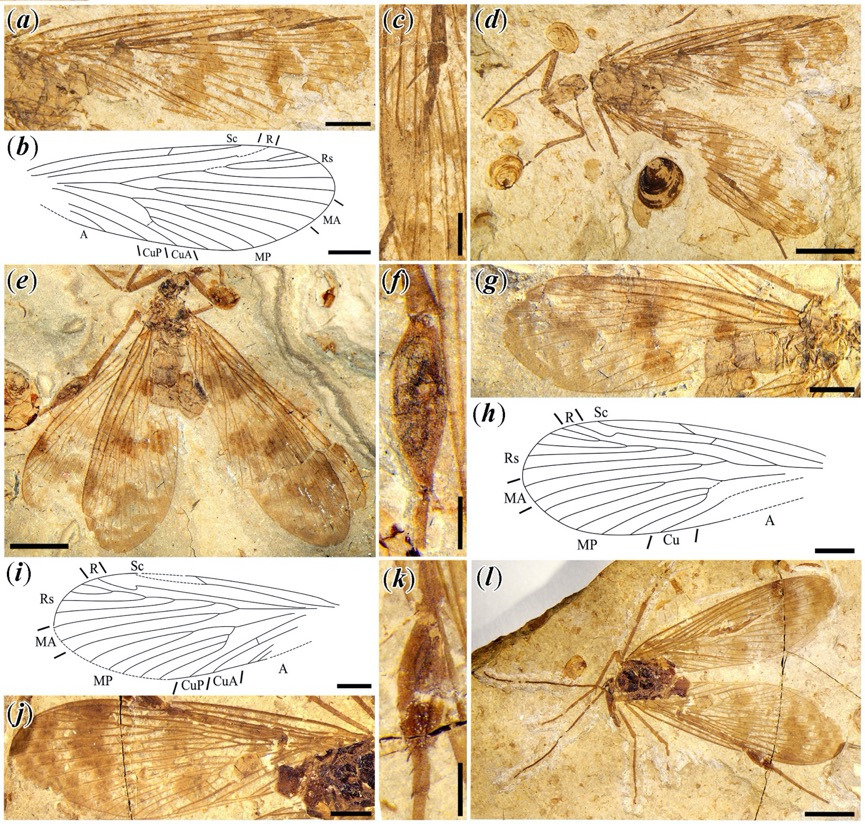 (a)
(b)
Sc
R
Rs
MA
MP
CuA
CuP
A
(c)
(d)
(e)
(f)
(g)
(h)
R
Sc
Rs
MA
MP
Cu
A
(i)
R
Sc
Rs
MA
MP
CuP
CuA
A
(j)
(k)
(l)